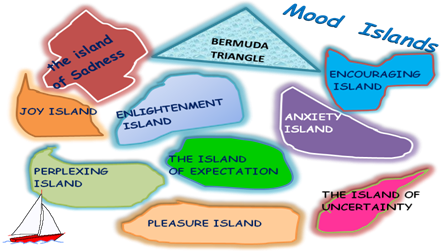 Mood Islands
the island
of Sadness
BERMUDA
TRIANGLE
ENCOURAGING
ISLAND
JOY ISLAND
ENLIGHTENMENT
ISLAND
ANXIETY
ISLAND
PERPLEXING
ISLAND
THE ISLAND
OF EXPECTATION
THE ISLAND OF
UNCERTAINTY
PLEASURE ISLAND